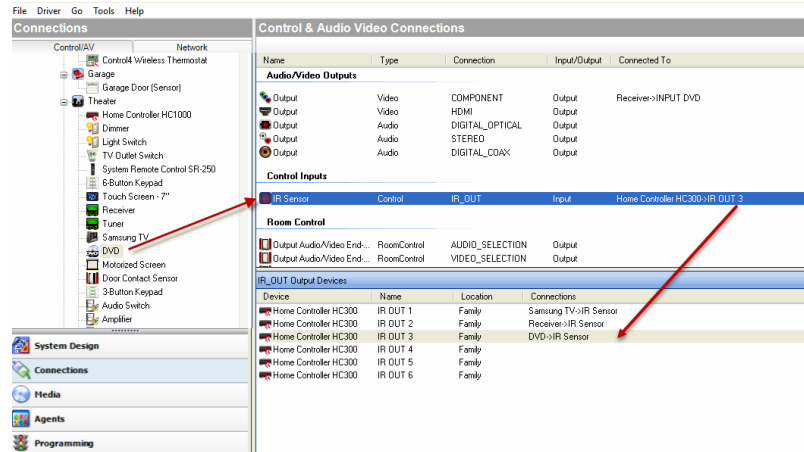 File Driver Go Tools Help
Connections
Control/AV Network
Control4 Wireless Thermostat
Garage
Garage Door (Sensor)
Theater
Home Controller HC1000
Dimmer
Light Switch
TV Outlet Switch
System Remote Control SR-250
6-Button Keypad
Touch Screen - 7"
Receiver
Tuner
Samsung TV
DVD
Motorized Screen
Door Contact Sensor
3-Button Keypad
Audio Switch
Amplifier
System Design
Connections
Media
Agents
Programming
Control & Audio Video Connections
Name Type Connection Input/Output Connected To
Audio/Video Outputs
Output Video COMPONENT Output Receiver->INPUT DVD
Output Video HDMI Output
Output Audio DIGITAL_OPTICAL Output
Output Audio STEREO Output
Output Audio DIGITAL_COAX Output
Control Inputs
IR Sensor Control IR_OUT Input Home Controller HC300->IR OUT 3
Room Control
Output Audio/Video End-... RoomControl AUDIO_SELECTION Output
Output Audio/Video End-... RoomControl VIDEO_SELECTION Output
IR_OUT Output Devices
Device Name Location Connections
Home Controller HC300 IR OUT 1 Family Samsung TV->IR Sensor
Home Controller HC300 IR OUT 2 Family Receiver->IR Sensor
Home Controller HC300 IR OUT 3 Family DVD->IR Sensor
Home Controller HC300 IR OUT 4 Family
Home Controller HC300 IR OUT 5 Family
Home Controller HC300 IR OUT 6 Family